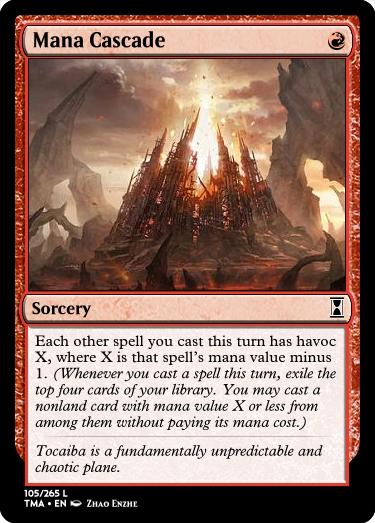 Mana Cascade
Sorcery
Each other spell you cast this turn has havoc
X, where X is that spell's mana value minus
1. (Whenever you cast a spell this turn, exile the
top four cards of your library. You may cast a
nonland card with mana value X or less from
among them without paying its mana cost.)
Tocaiba is a fundamentally unpredictable and
chaotic plane.
105/265 L
TMA • EN Zhao Enzhe